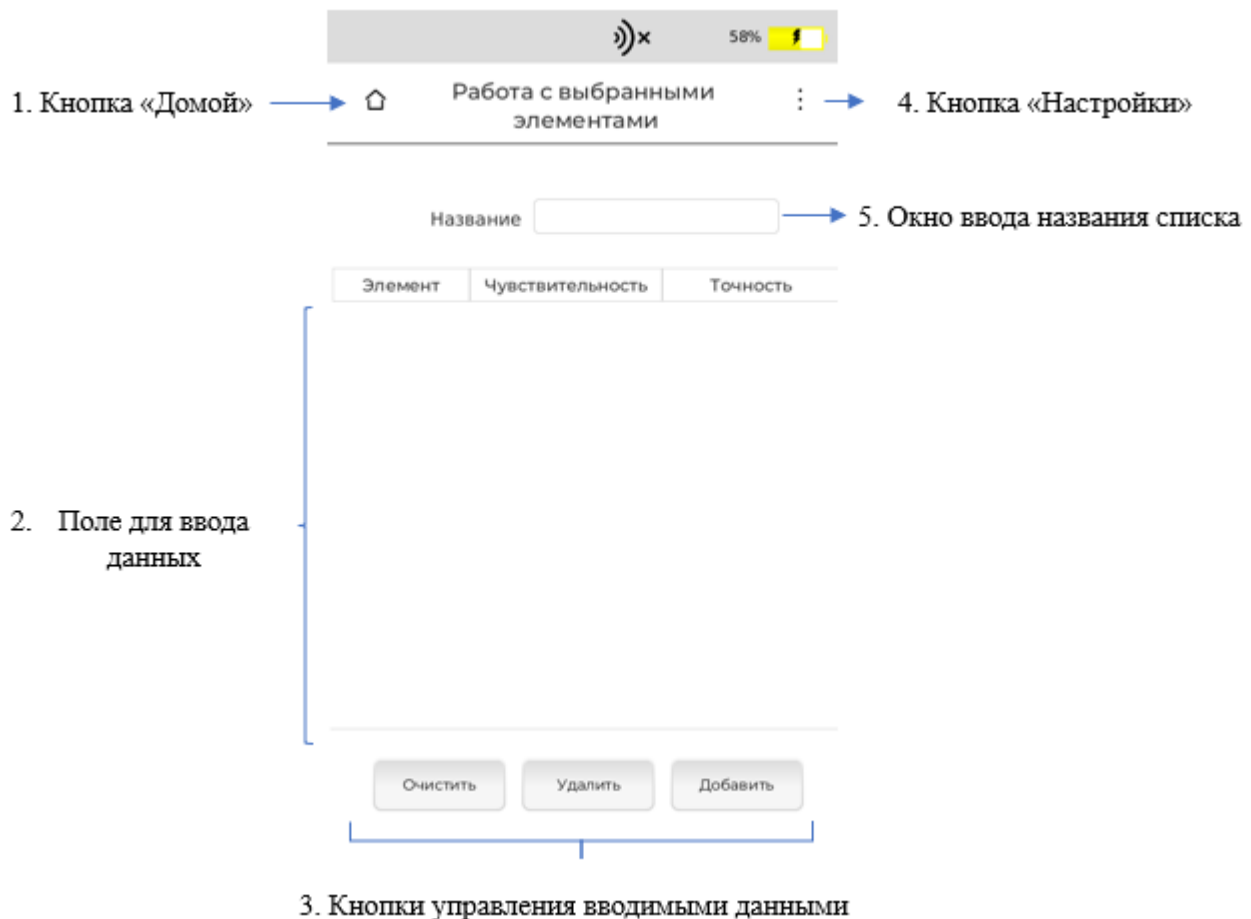 58%
1. Кнопка «Домой»
Работа с выбранными
элементами
4. Кнопка «Настройки»
Название
5. Окно ввода названия списка
Элемент Чувствительность Точность
2. Поле для ввода
данных
Очистить Удалить Добавить
3. Кнопки управления вводимыми данными